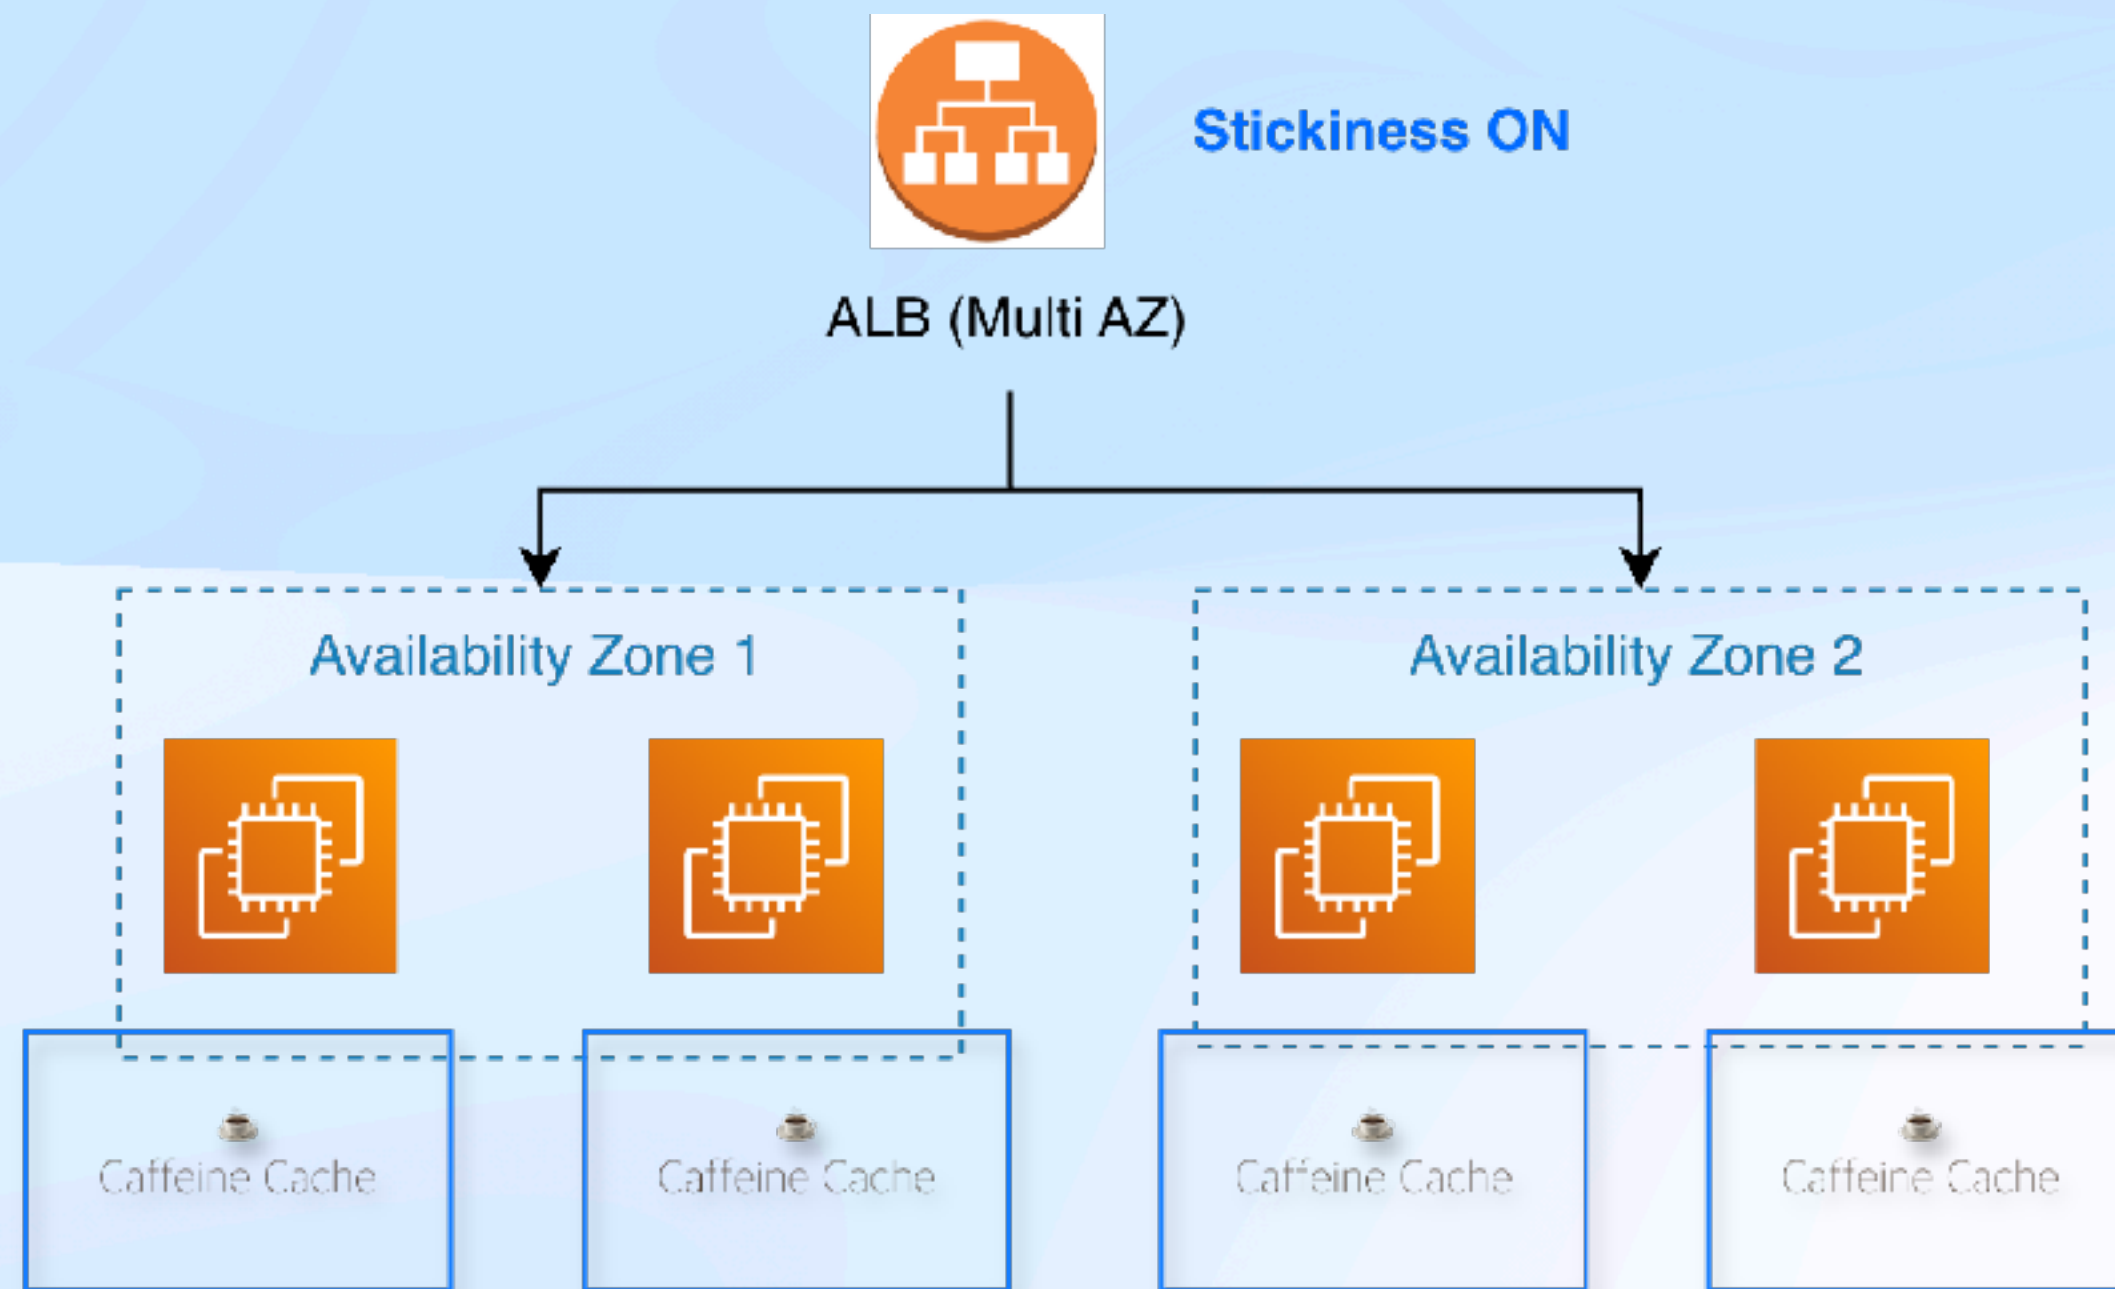 Stickiness ON
ALB (Multi AZ)
Availability Zone 1
Availability Zone 2
Caffeine Cache
Caffeine Cache
Caffeine Cache
Caffeine Cache